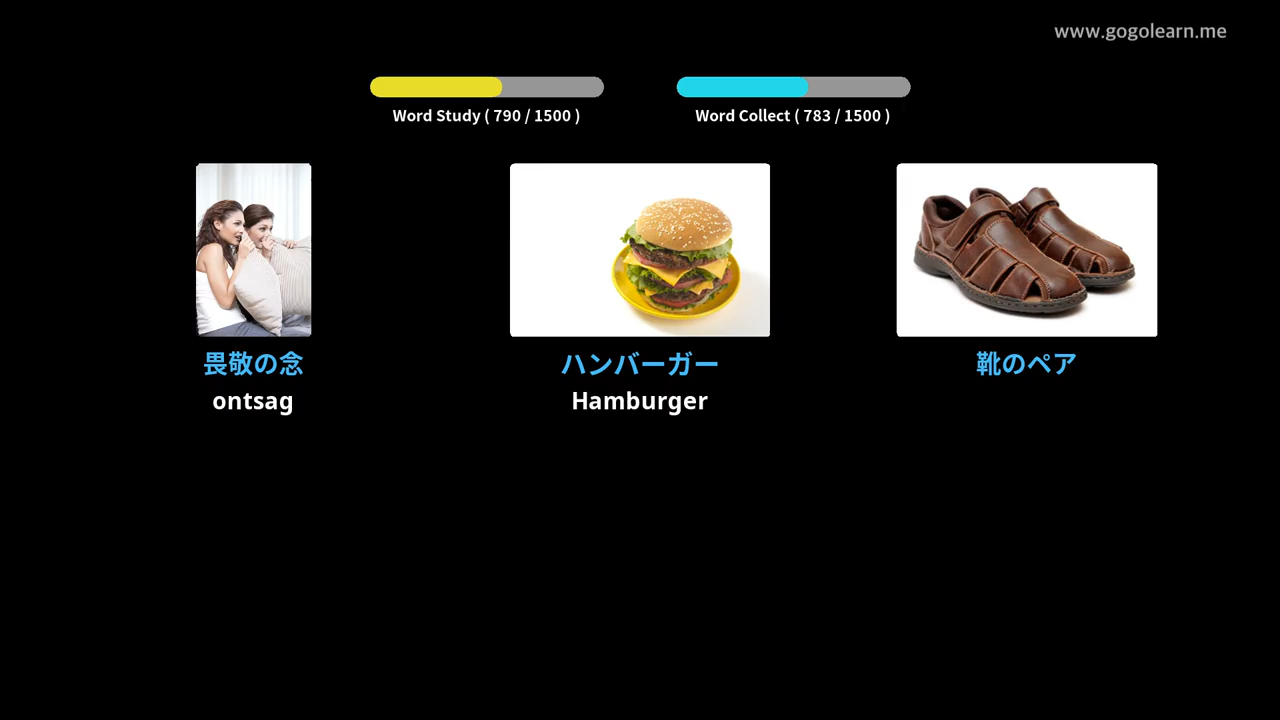 www.gogolearn.me
Word Study ( 790 / 1500 )
Word Collect ( 783 / 1500 )
畏敬の念
ontsag
ハンバーガー
Hamburger
靴のペア